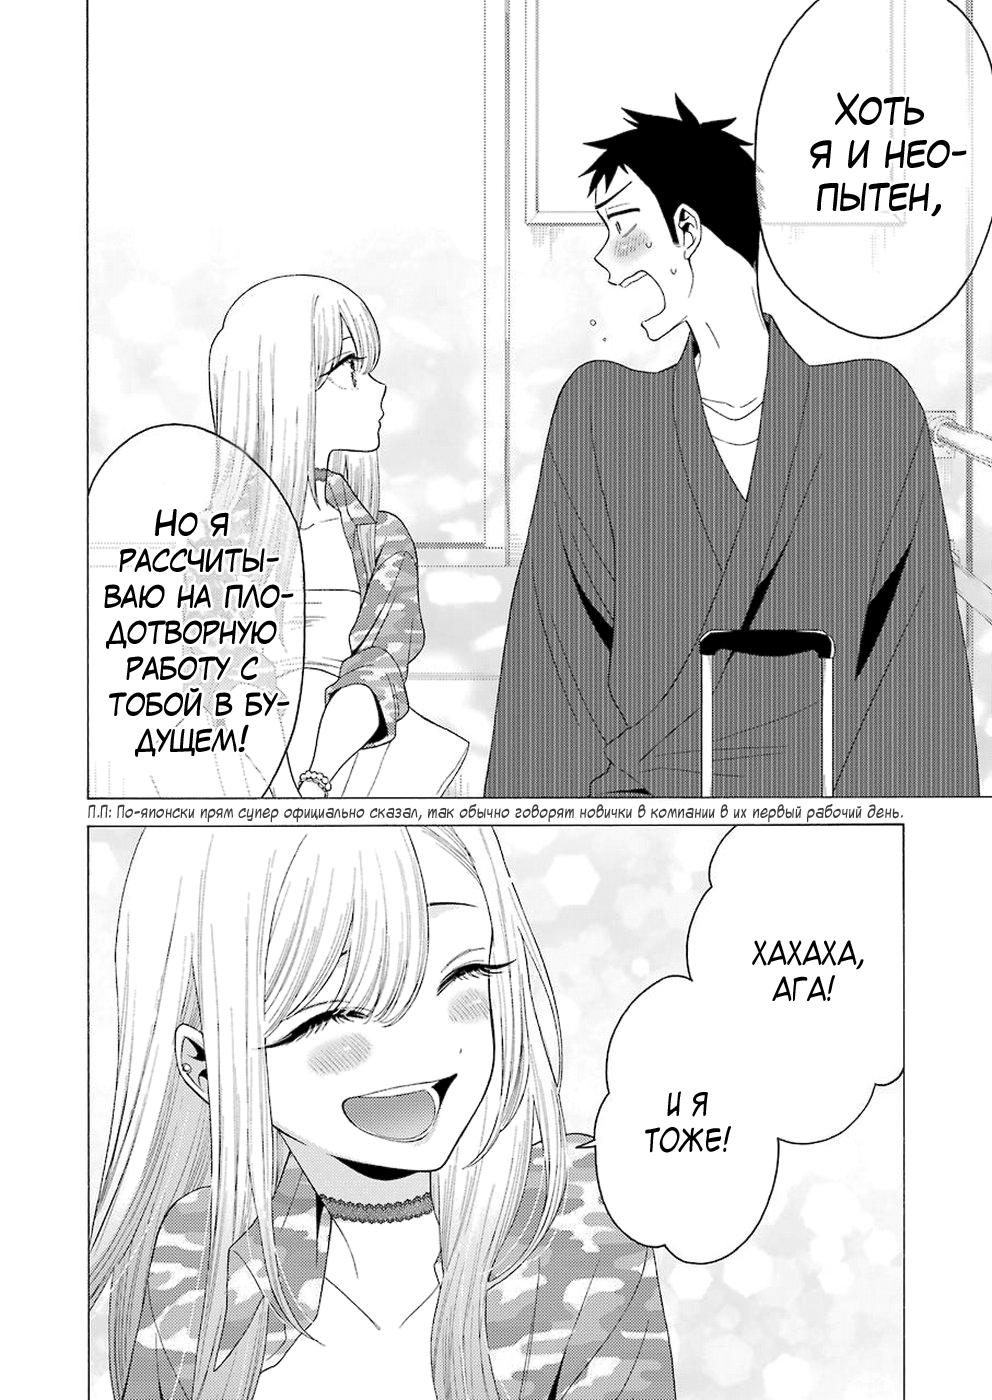 Хоть
я и нео-
пытен,
Но я
рассчиты-
ваю на пло-
дотворную
работу с
тобой в бу-
дущем!
П.П: По-японски прям супер официально сказал, так обычно говорят новички в компании в их первый рабочий день.
Хахаха,
ага!
И я
тоже!